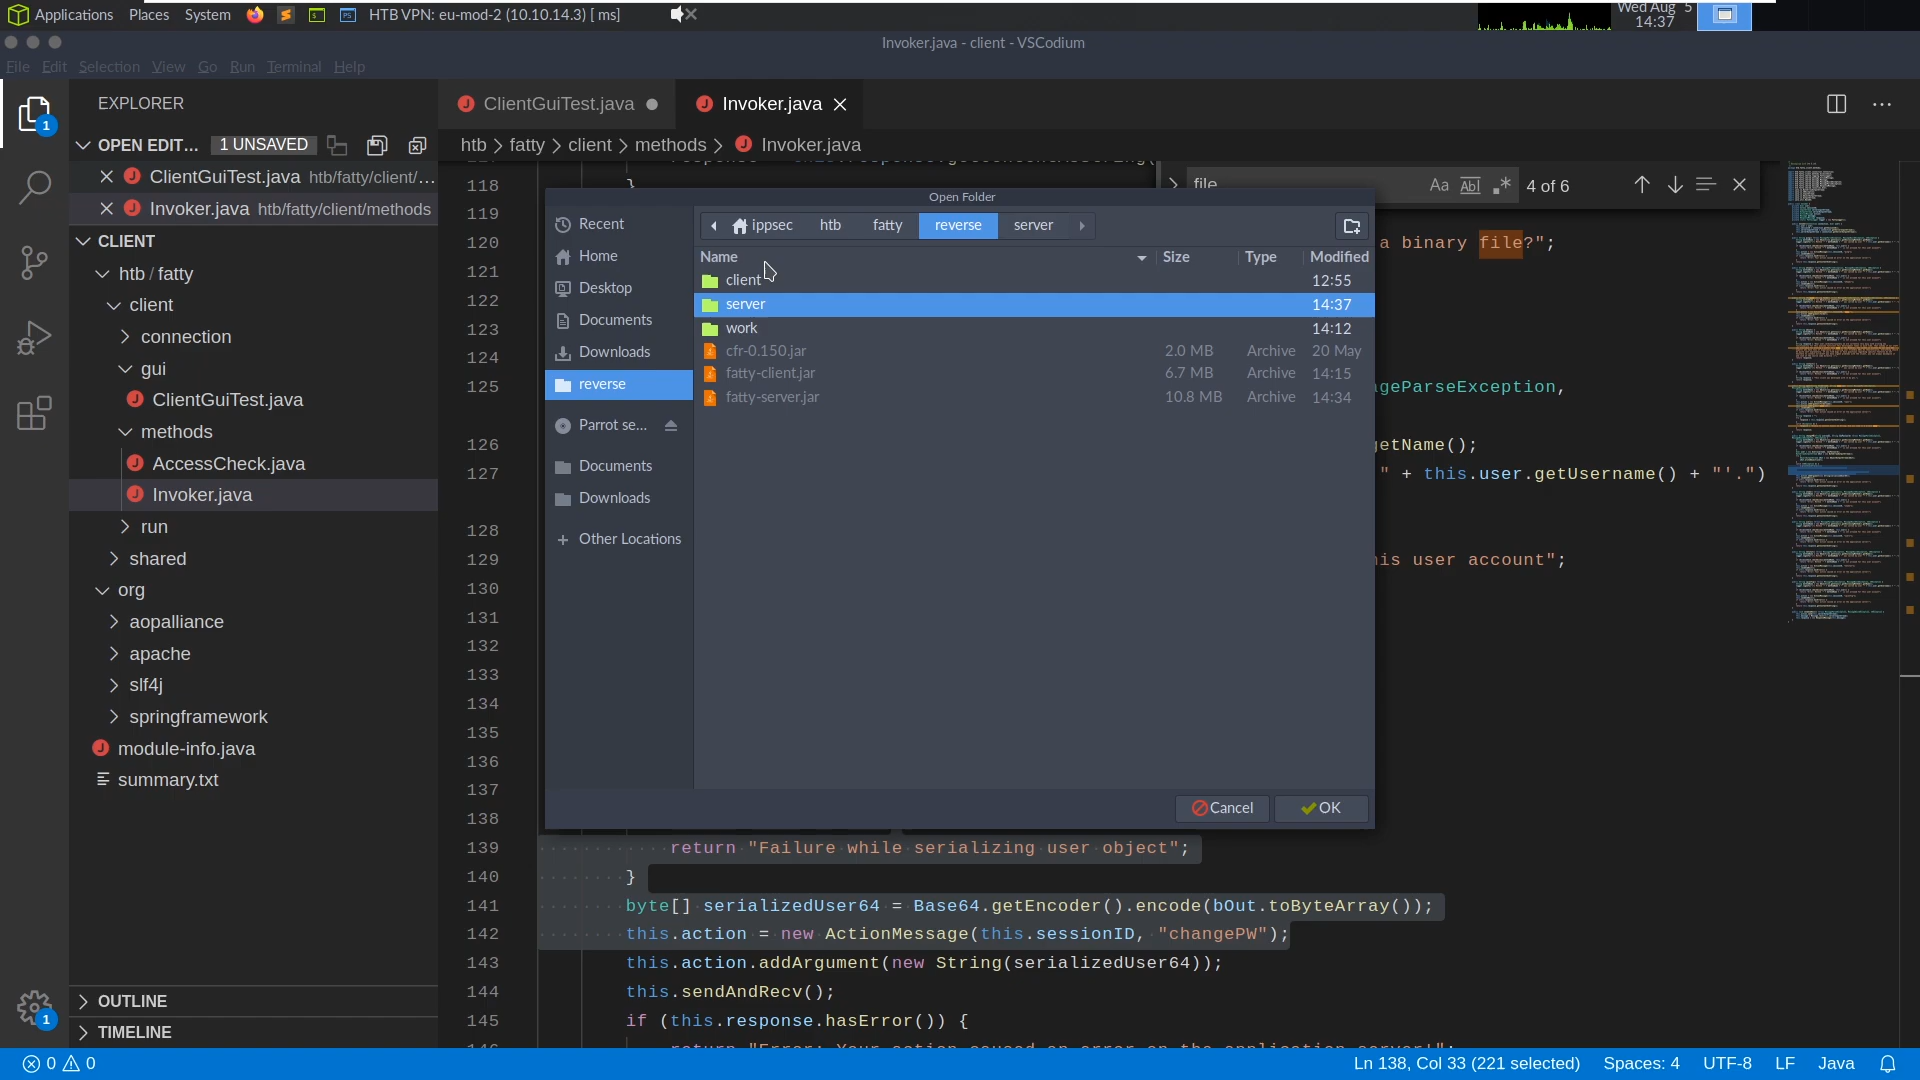 Applications Places System HTB VPN: eu-mod-2 (10.10.14.3) [ ms] Wed Aug 5
14:37
Invoker.java - client - VSCodium
File Edit Selection View Go Run Terminal Help
EXPLORER
OPEN EDIT... 1 UNSAVED
ClientGuiTest.java htb/fatty/client/...
Invoker.java htb/fatty/client/methods
CLIENT
htb / fatty
client
connection
gui
ClientGuiTest.java
methods
AccessCheck.java
Invoker.java
run
shared
org
aopalliance
apache
slf4j
springframework
module-info.java
summary.txt
OUTLINE
TIMELINE
1
1
ClientGuiTest.java
Invoker.java
htb > fatty > client > methods > Invoker.java
file Aa Abl .* 4 of 6
118 }
119
120 a binary file?";
121
122
123
124
125 ageParseException,
126 getName();
127 " + this.user.getUsername() + "'.")
128
129 his user account";
130
131
132
133
134
135
136
137
138
139 return "Failure while serializing user object";
140 }
141 byte[] serializedUser64 = Base64.getEncoder().encode(bOut.toByteArray());
142 this.action = new ActionMessage(this.sessionID, "changePW");
143 this.action.addArgument(new String(serializedUser64));
144 this.sendAndRecv();
145 if (this.response.hasError()) {
146 return "Error: Your action caused an error on the application server!";
Open Folder
Recent
Home
Desktop
Documents
Downloads
reverse
Parrot se...
Documents
Downloads
Other Locations
ippsec htb fatty reverse server
Name Size Type Modified
client 12:55
server 14:37
work 14:12
cfr-0.150.jar 2.0 MB Archive 20 May
fatty-client.jar 6.7 MB Archive 14:15
fatty-server.jar 10.8 MB Archive 14:34
Cancel OK
0 0 Ln 138, Col 33 (221 selected) Spaces: 4 UTF-8 LF Java